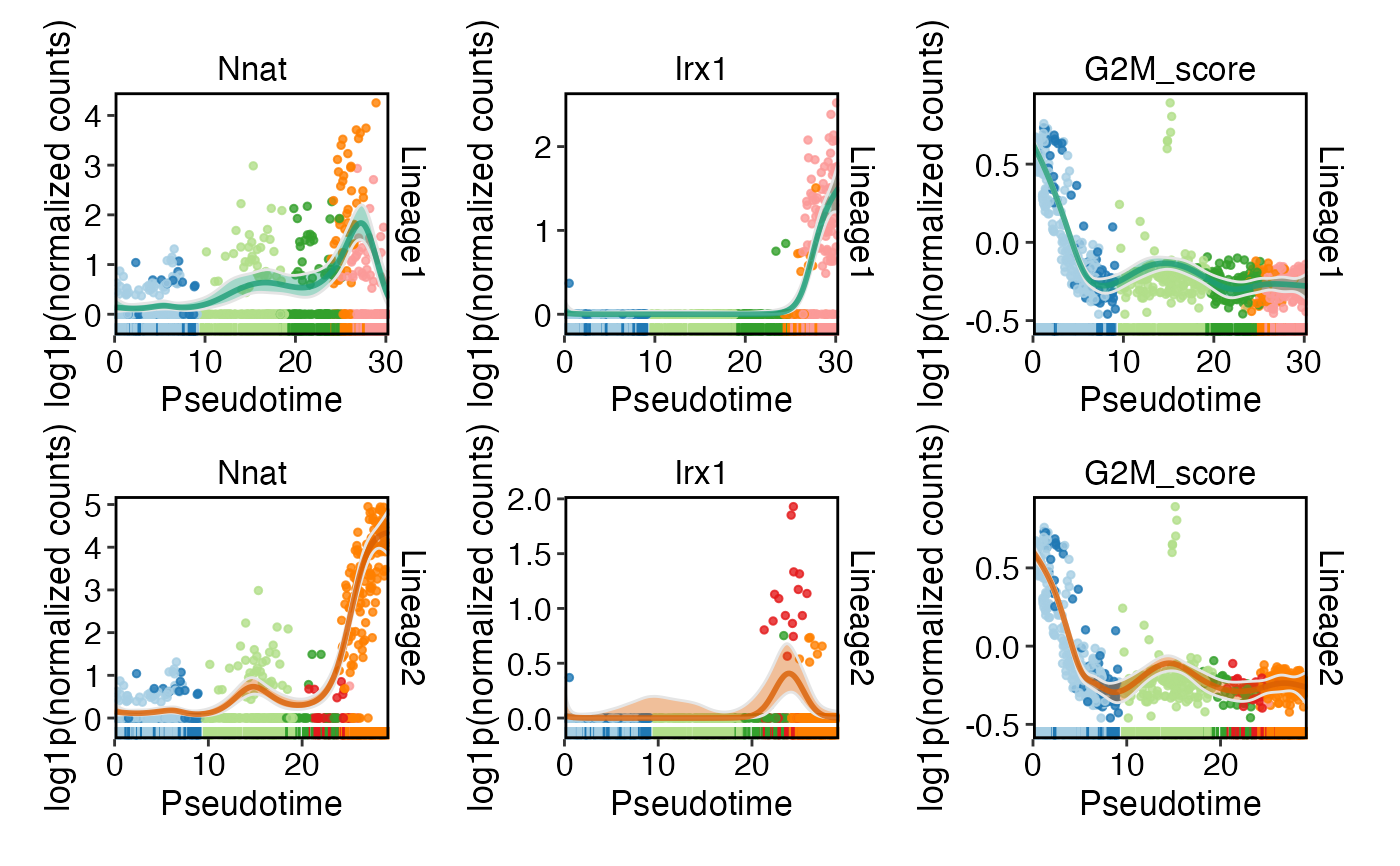 Nnat
log1p(normalized counts)
4
3
2
1
0
0 10 20 30
Pseudotime
Lineage1
Irx1
log1p(normalized counts)
2
1
0
0 10 20 30
Pseudotime
Lineage1
G2M_score
log1p(normalized counts)
0.5
0.0
-0.5
0 10 20 30
Pseudotime
Lineage1
Nnat
log1p(normalized counts)
5
4
3
2
1
0
0 10 20
Pseudotime
Lineage2
Irx1
log1p(normalized counts)
2.0
1.5
1.0
0.5
0.0
0 10 20
Pseudotime
Lineage2
G2M_score
log1p(normalized counts)
0.5
0.0
-0.5
0 10 20
Pseudotime
Lineage2